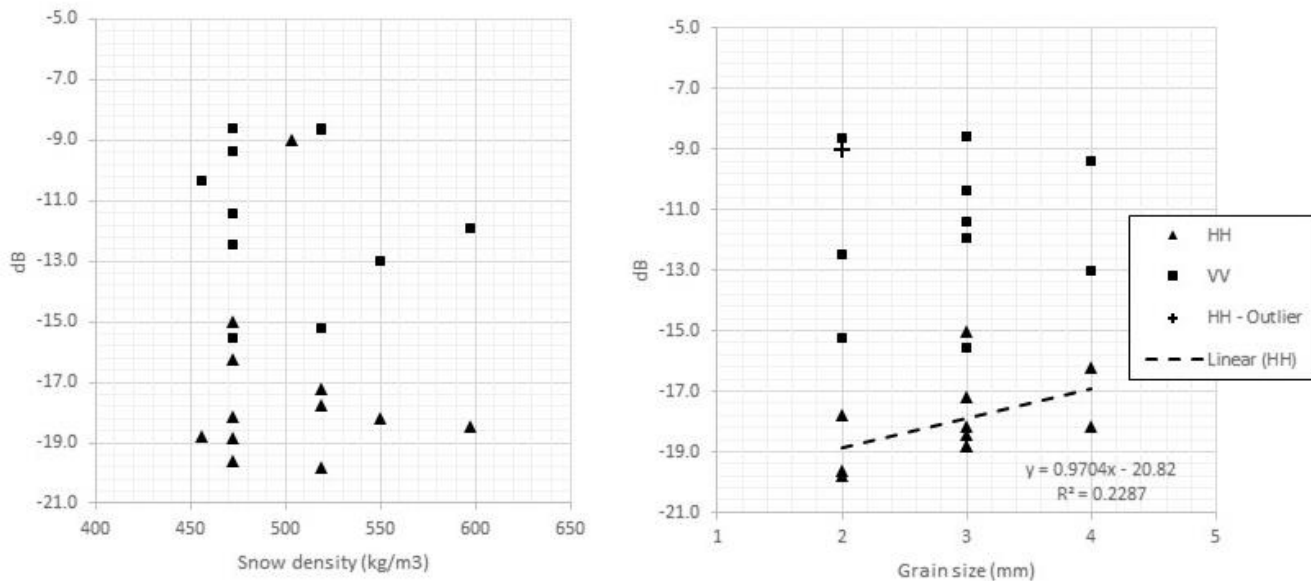 -5.0
-7.0
-9.0
-11.0
-13.0
-15.0
-17.0
-19.0
-21.0
dB
400 450 500 550 600 650
Snow density (kg/m3)
-5.0
-7.0
-9.0
-11.0
-13.0
-15.0
-17.0
-19.0
-21.0
dB
1 2 3 4 5
Grain size (mm)
y = 0.9704x - 20.82
R² = 0.2287
HH
VV
HH - Outlier
Linear (HH)